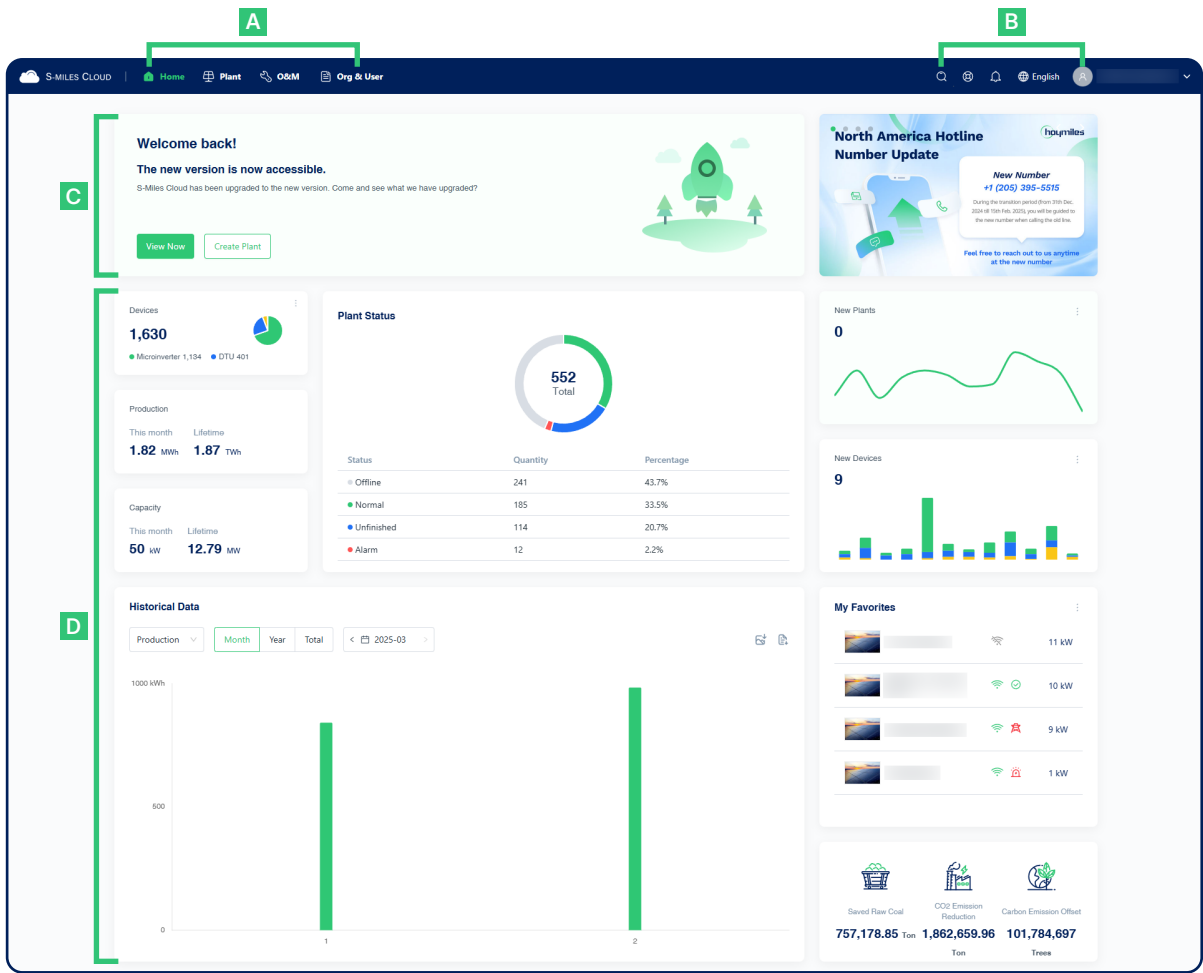 A
B
S-MILES CLOUD
Home
Plant
O&M
Org & User
English
C
Welcome back!
The new version is now accessible.
S-Miles Cloud has been upgraded to the new version. Come and see what we have upgraded?
View Now
Create Plant
hoymiles
North America Hotline
Number Update
New Number
+1 (205) 395-5515
During the transition period (from 31th Dec.
2024 till 15th Feb. 2025), you will be guided to
the new number when calling the old line.
Feel free to reach out to us anytime
at the new number
D
Devices
1,630
Microinverter 1,134
DTU 401
Production
This month Lifetime
1.82 MWh 1.87 TWh
Capacity
This month Lifetime
50 kW 12.79 MW
Plant Status
552
Total
Status Quantity Percentage
Offline 241 43.7%
Normal 185 33.5%
Unfinished 114 20.7%
Alarm 12 2.2%
New Plants
0
New Devices
9
Historical Data
Production
Month
Year
Total
< 2025-03 >
1000 kWh
500
0
1
2
My Favorites
11 kW
10 kW
9 kW
1 kW
Saved Raw Coal
757,178.85 Ton
CO2 Emission
Reduction
1,862,659.96
Ton
Carbon Emission Offset
101,784,697
Trees